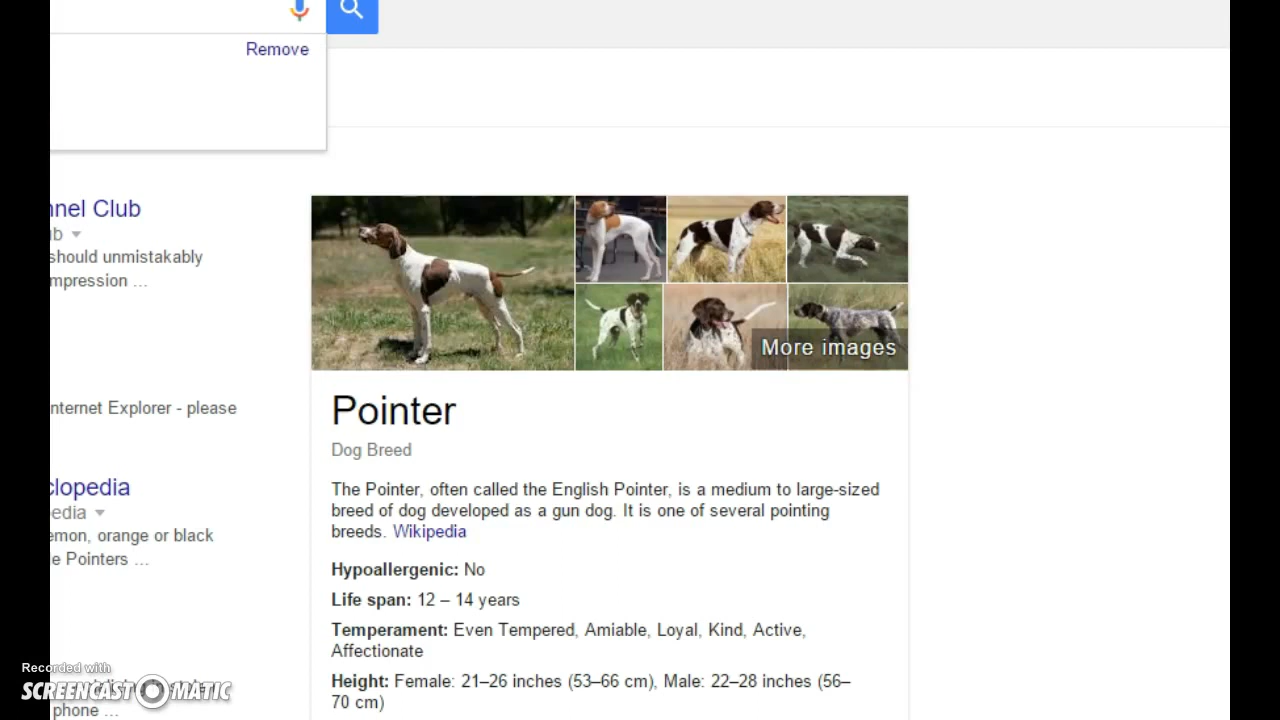 Remove
nnel Club
ub
should unmistakably
mpression ...
More images
Pointer
Dog Breed
nternet Explorer - please
The Pointer, often called the English Pointer, is a medium to large-sized
breed of dog developed as a gun dog. It is one of several pointing
breeds. Wikipedia
clopedia
edia
emon, orange or black
e Pointers ...
Hypoallergenic: No
Life span: 12 – 14 years
Temperament: Even Tempered, Amiable, Loyal, Kind, Active,
Affectionate
Height: Female: 21–26 inches (53–66 cm), Male: 22–28 inches (56–
70 cm)
Recorded with
SCREENCAST-O-MATIC
phone ...